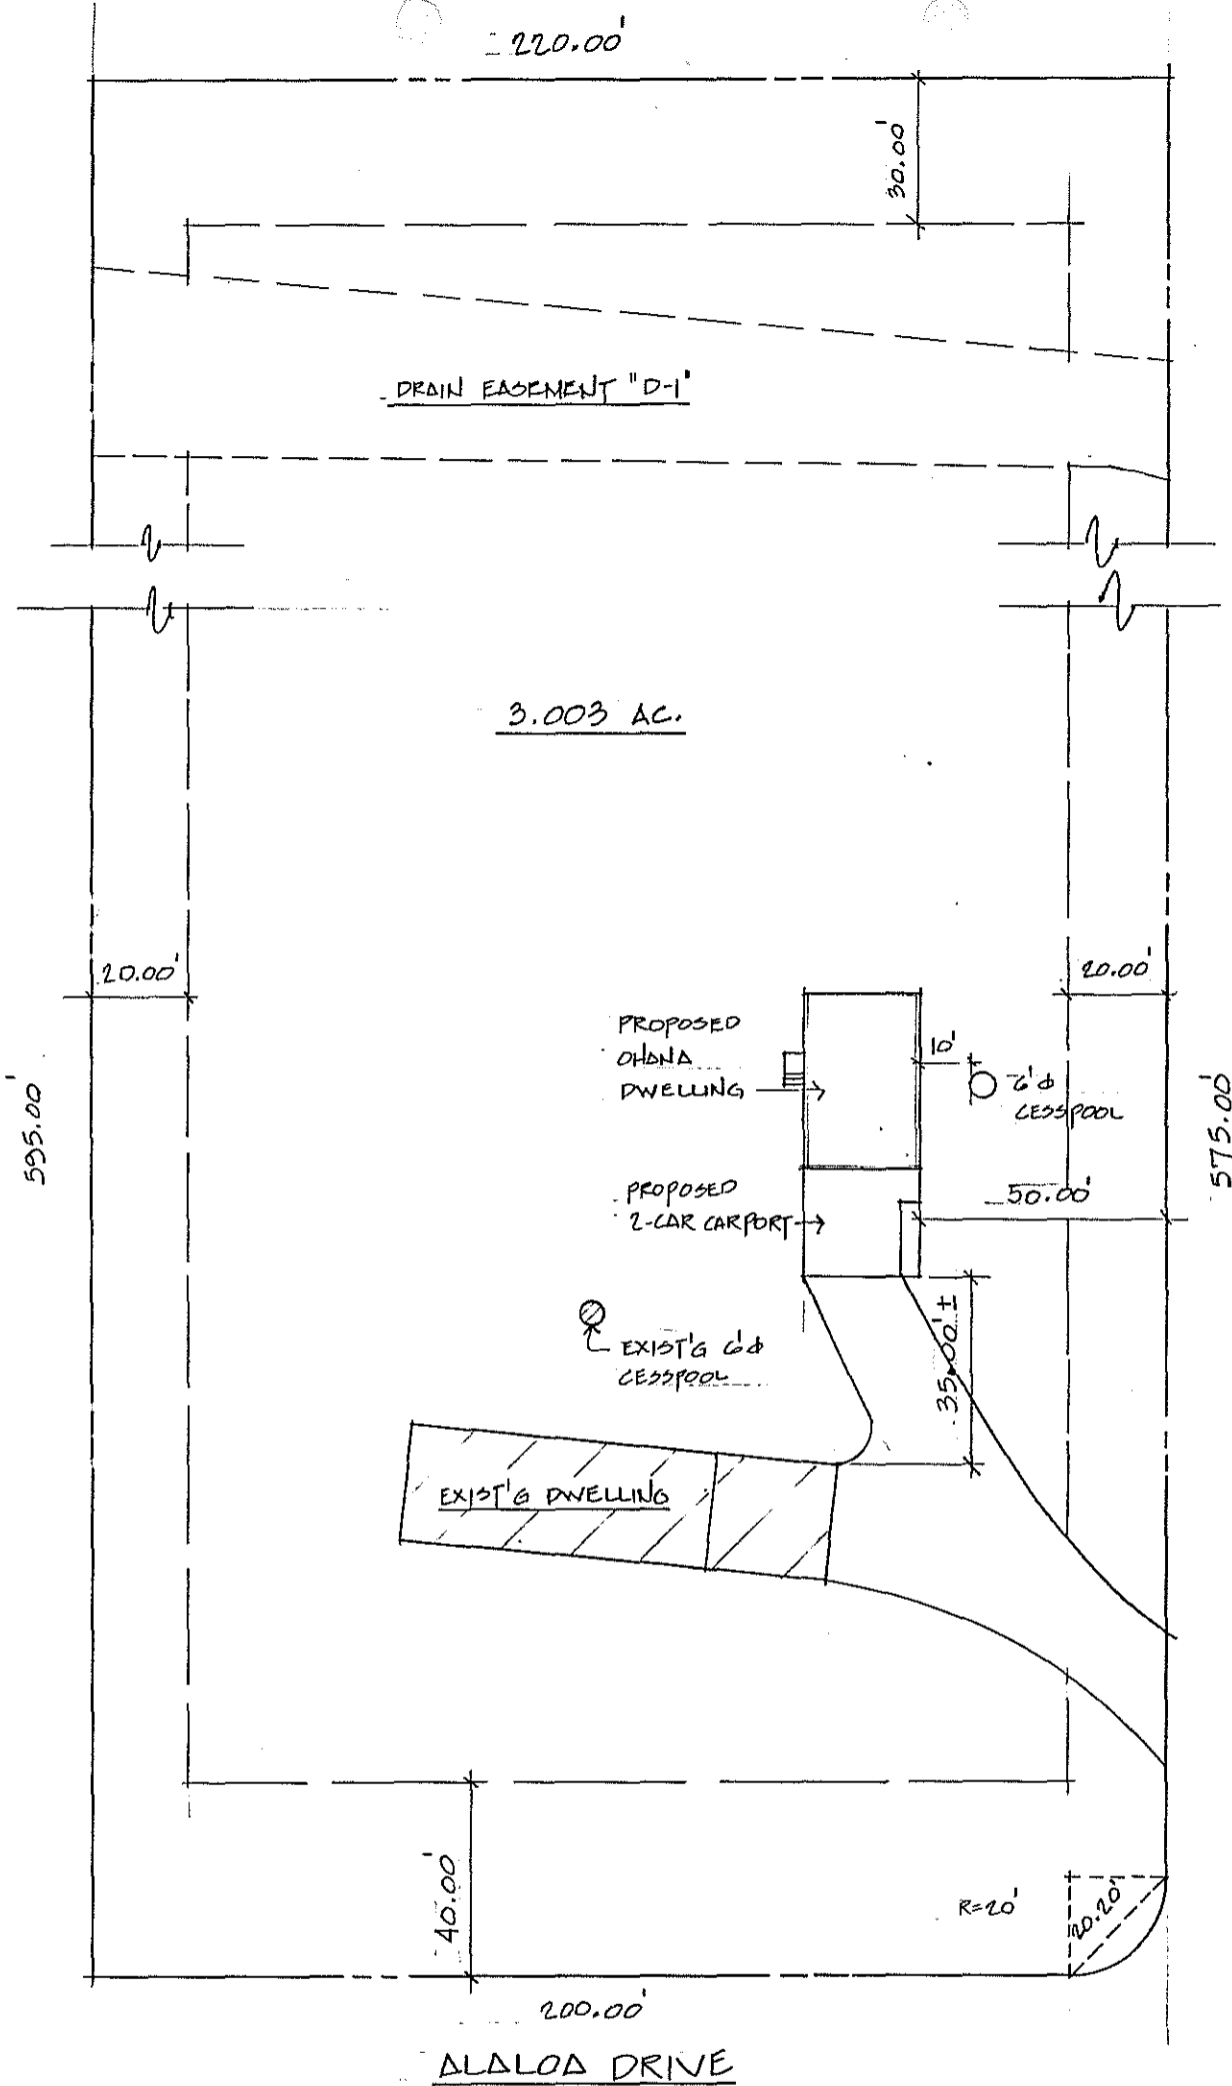 220.00'
30.00'
DRAIN EASEMENT "D-1"
3.003 AC.
20.00'
20.00'
595.00'
575.00'
PROPOSED
OHANA
DWELLING
10'
6'ф
CESSPOOL
PROPOSED
2-CAR CARPORT
50.00'
35.00'±
EXIST'G 6'ф
CESSPOOL
EXIST'G DWELLING
40.00'
R=20'
20.20'
200.00'
ALALOA DRIVE